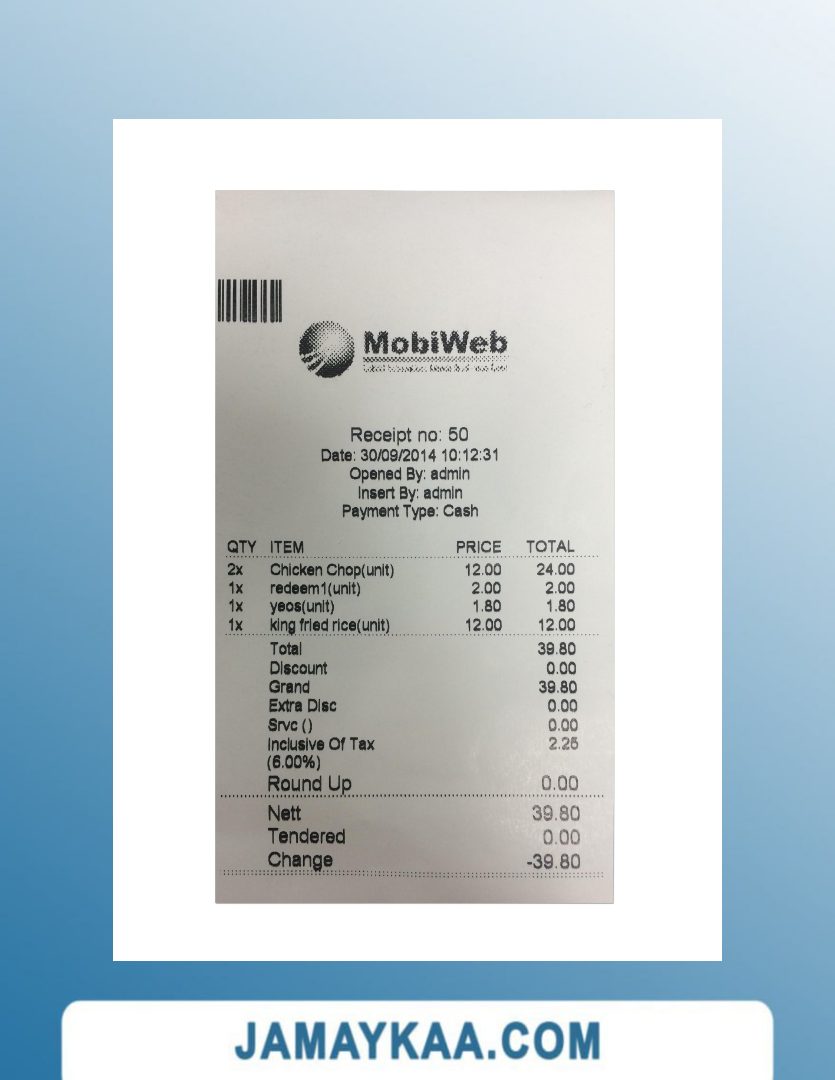 MobiWeb
Receipt no: 50
Date: 30/09/2014 10:12:31
Opened By: admin
Insert By: admin
Payment Type: Cash
QTY ITEM PRICE TOTAL
2x Chicken Chop(unit) 12.00 24.00
1x redeem1(unit) 2.00 2.00
1x yeos(unit) 1.80 1.80
1x king fried rice(unit) 12.00 12.00
Total 39.80
Discount 0.00
Grand 39.80
Extra Disc 0.00
Srvc () 0.00
Inclusive Of Tax 2.25
(6.00%)
Round Up 0.00
Nett 39.80
Tendered 0.00
Change -39.80
JAMAYKAA.COM